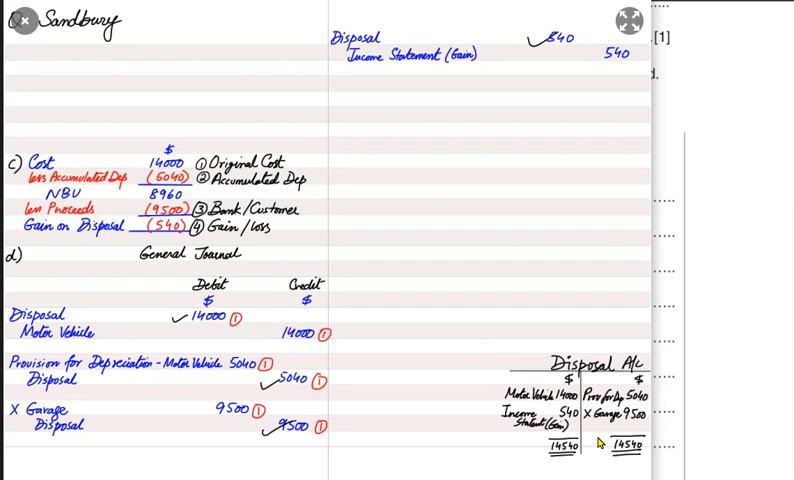 Q. Sandbury
Disposal 540
Income Statement (Gain) 540
[1]
d.
$
c) Cost 14000 ① Original Cost
less Accumulated Dep (5040) ② Accumulated Dep
NBV 8960
less Proceeds (9500) ③ Bank/Customer
Gain on Disposal (540) ④ Gain/Loss
d) General Journal
Debit Credit
$ $
Disposal 14000 ①
Motor Vehicle 14000 ①
Provision for Depreciation - Motor Vehicle 5040 ①
Disposal 5040 ①
X Garage 9500 ①
Disposal 9500 ①
Disposal A/c
$ $
Motor Vehicle 14000 Prov for Dep 5040
Income 540 X Garage 9500
Statent (Gain)
14540 14540